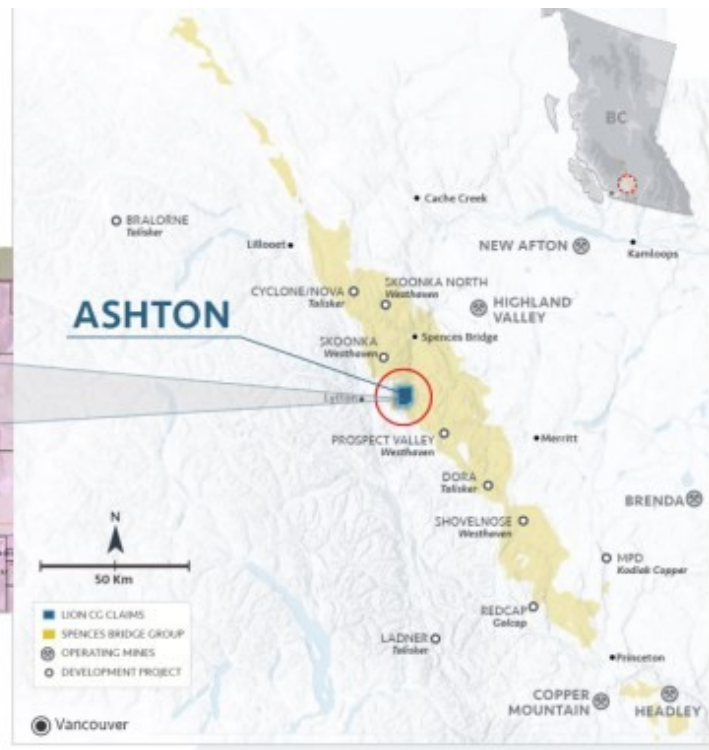 BC
Cache Creek
BRALORNE
Talisker
Lillooet
NEW AFTON
Kamloops
CYCLONE/NOVA
Talisker
SKOONKA NORTH
Westhaven
HIGHLAND
VALLEY
ASHTON
SKOONKA
Westhaven
Spences Bridge
Lytton
PROSPECT VALLEY
Westhaven
Merritt
DORA
Talisker
BRENDA
SHOVELNOSE
Westhaven
N
50 Km
MPD
Kodiak Copper
LION CG CLAIMS
SPENCES BRIDGE GROUP
OPERATING MINES
DEVELOPMENT PROJECT
REDCAP
Golcap
LADNER
Talisker
Princeton
COPPER
MOUNTAIN
HEADLEY
Vancouver